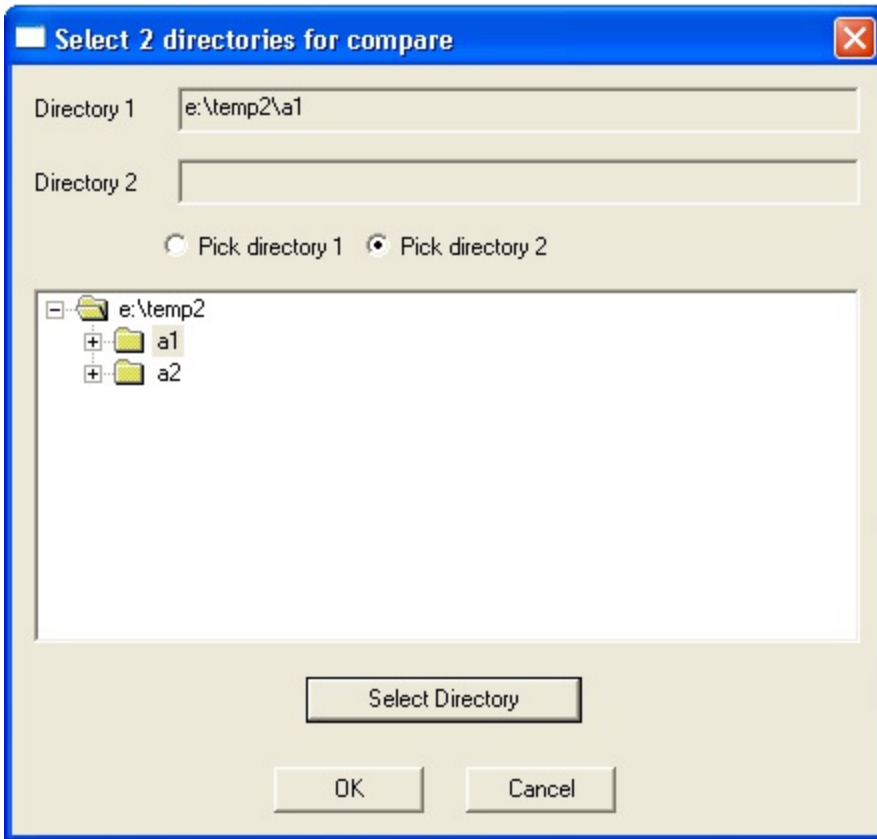 Select 2 directories for compare
Directory 1 e:\temp2\a1
Directory 2
Pick directory 1 Pick directory 2
e:\temp2
a1
a2
Select Directory
OK Cancel